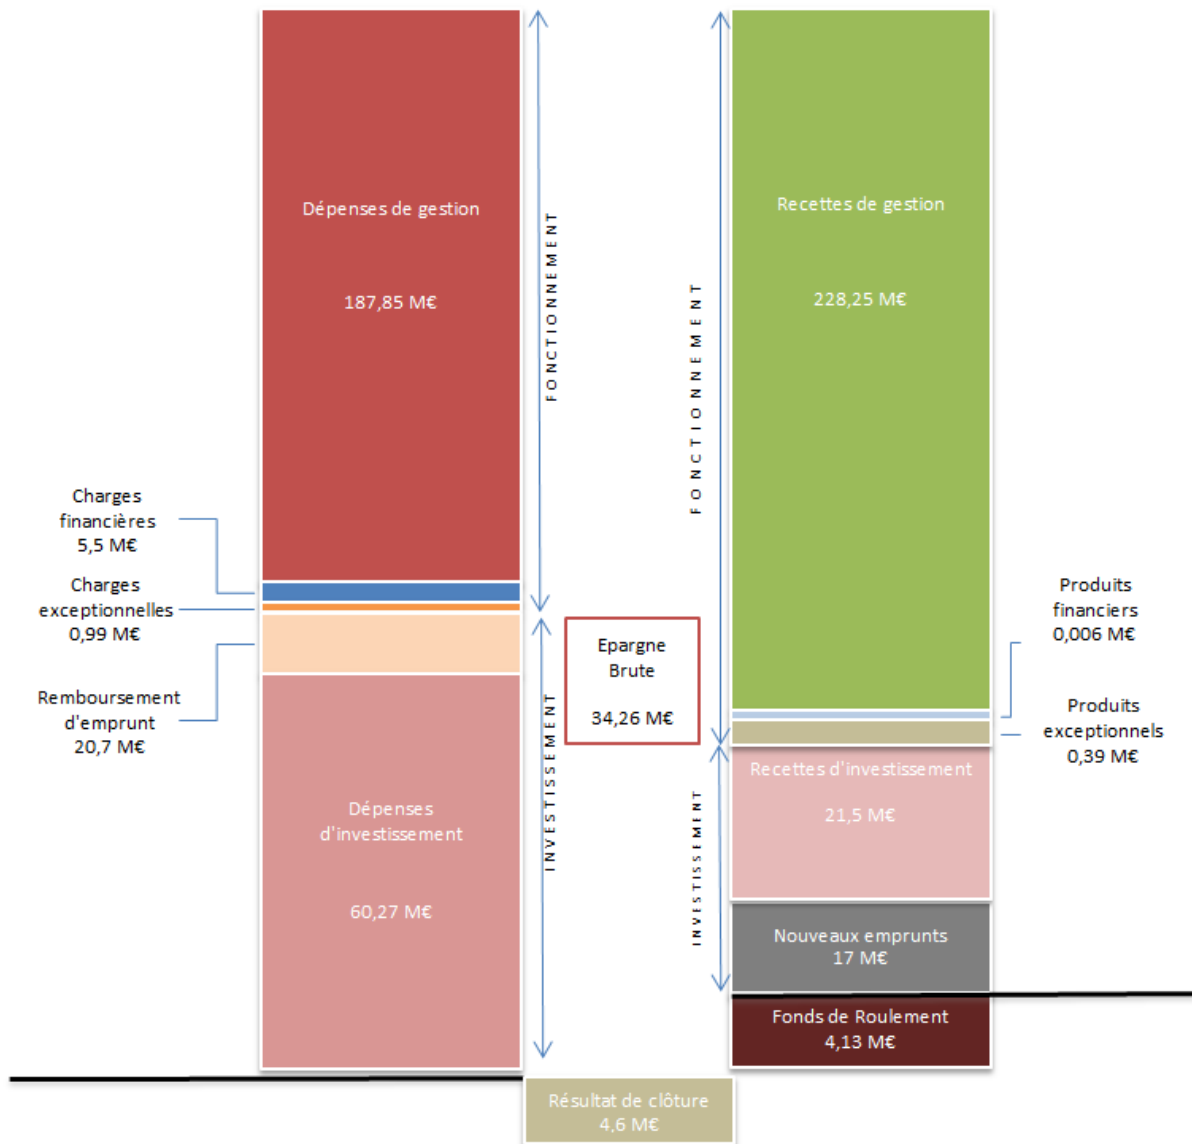 Dépenses de gestion
187,85 M€
FONCTIONNEMENT
Charges
financières
5,5 M€
Charges
exceptionnelles
0,99 M€
Remboursement
d'emprunt
20,7 M€
Dépenses
d'investissement
60,27 M€
INVESTISSEMENT
Epargne
Brute
34,26 M€
Recettes de gestion
228,25 M€
FONCTIONNEMENT
Produits
financiers
0,006 M€
Produits
exceptionnels
0,39 M€
Recettes d'investissement
21,5 M€
INVESTISSEMENT
Nouveaux emprunts
17 M€
Fonds de Roulement
4,13 M€
Résultat de clôture
4,6 M€